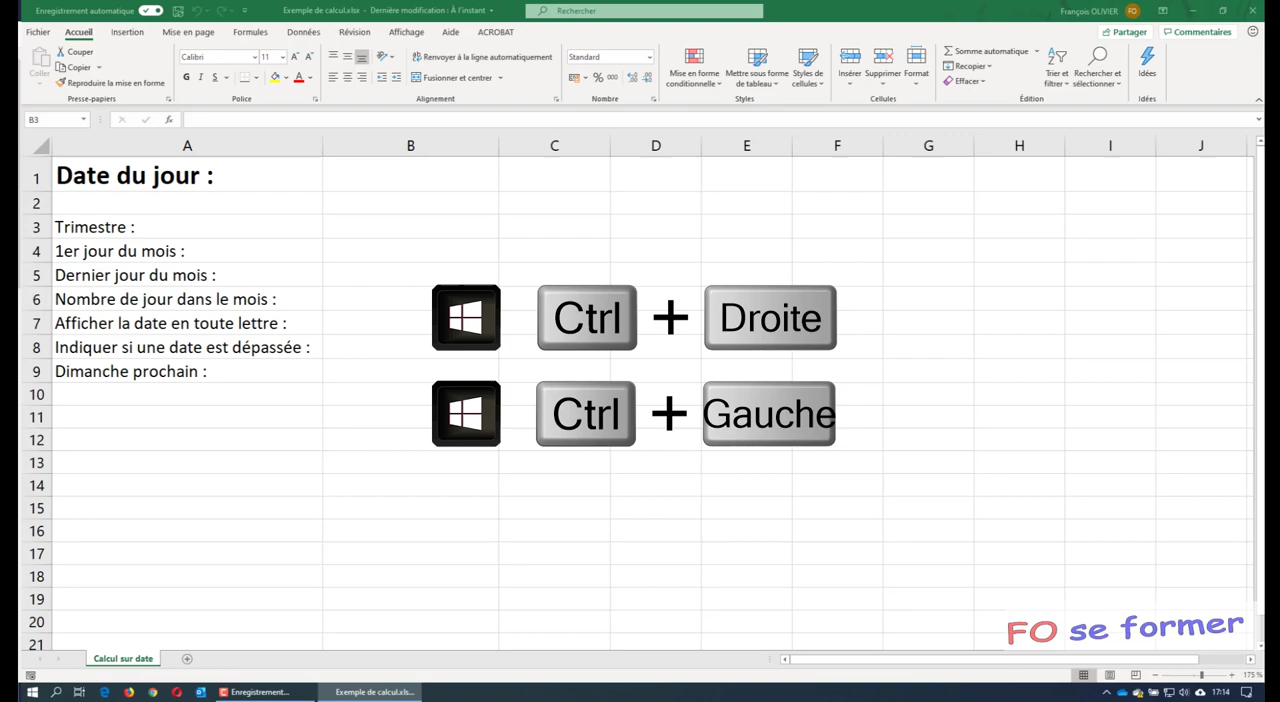 Enregistrement automatique
Exemple de calcul.xlsx - Dernière modification : À l'instant
Rechercher
François OLIVIER
FO
Fichier Accueil Insertion Mise en page Formules Données Révision Affichage Aide ACROBAT
Partager Commentaires
Coller
Couper
Copier
Reproduire la mise en forme
Presse-papiers
Calibri 11
G I S
Police
Renvoyer à la ligne automatiquement
Fusionner et centrer
Alignement
Standard
% 000
Nombre
Mise en forme conditionnelle
Mettre sous forme de tableau
Styles de cellules
Styles
Insérer Supprimer Format
Cellules
Somme automatique
Recopier
Effacer
Trier et filtrer
Rechercher et sélectionner
Édition
Idées
Idées
B3
fx
A B C D E F G H I J
1 Date du jour :
2
3 Trimestre :
4 1er jour du mois :
5 Dernier jour du mois :
6 Nombre de jour dans le mois :
7 Afficher la date en toute lettre :
8 Indiquer si une date est dépassée :
9 Dimanche prochain :
10
11
12
13
14
15
16
17
18
19
20
21
Ctrl + Droite
Ctrl + Gauche
FO se former
Calcul sur date
175 %
Enregistrement...
Exemple de calcul.xls...
17:14